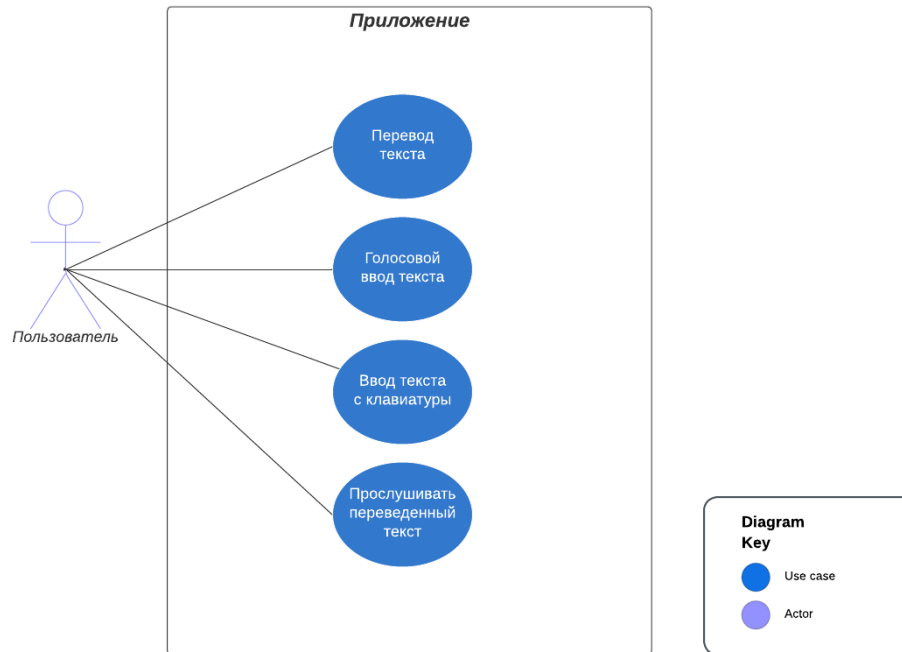 Приложение
Перевод
текста
Голосовой
ввод текста
Пользователь
Ввод текста
с клавиатуры
Прослушивать
переведенный
текст
Diagram
Key
Use case
Actor